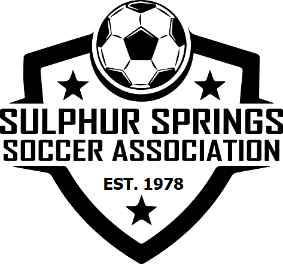 SULPHUR SPRINGS
SOCCER ASSOCIATION
EST. 1978